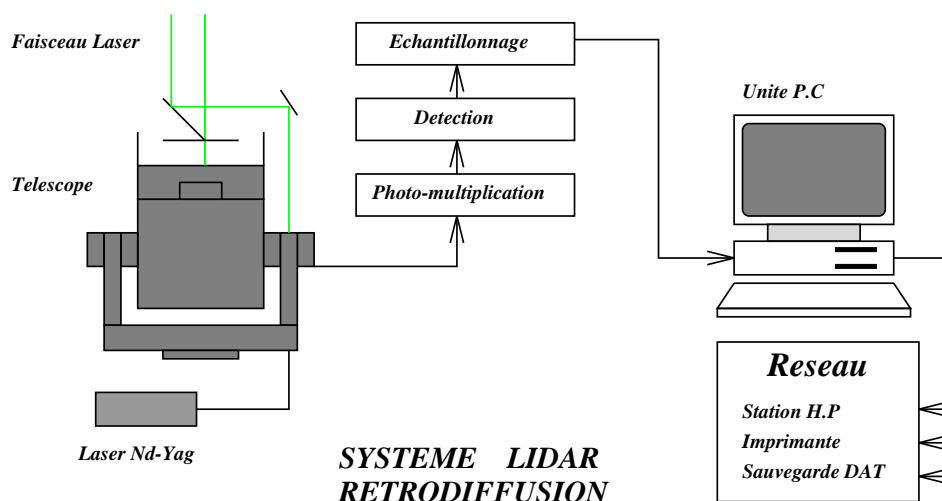 Faisceau Laser
Echantillonnage
Unite P.C
Detection
Telescope
Photo-multiplication
Reseau
Station H.P
Imprimante
Sauvegarde DAT
Laser Nd-Yag
SYSTEME LIDAR
RETRODIFFUSION